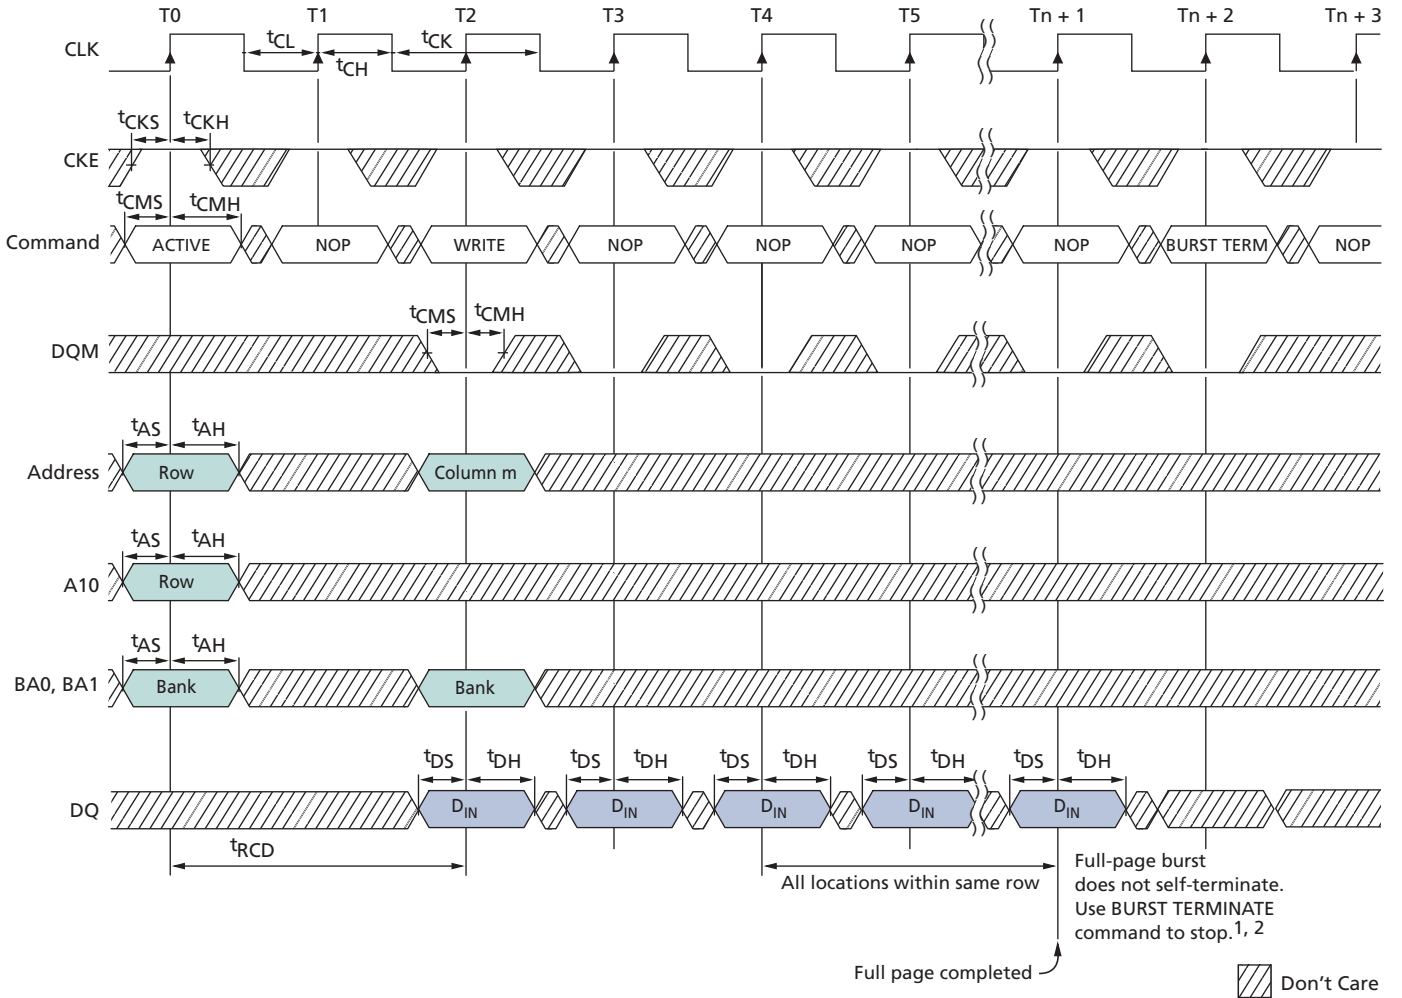 T0 T1 T2 T3 T4 T5 Tn + 1 Tn + 2 Tn + 3
CLK tCL tCH tCK
tCKS tCKH
CKE
tCMS tCMH
Command ACTIVE NOP WRITE NOP NOP NOP NOP BURST TERM NOP
tCMS tCMH
DQM
tAS tAH
Address Row Column m
tAS tAH
A10 Row
tAS tAH
BA0, BA1 Bank Bank
tDS tDH tDS tDH tDS tDH tDS tDH tDS tDH
DQ DIN DIN DIN DIN DIN
tRCD
All locations within same row
Full-page burst
does not self-terminate.
Use BURST TERMINATE
command to stop.1, 2
Full page completed
Don't Care